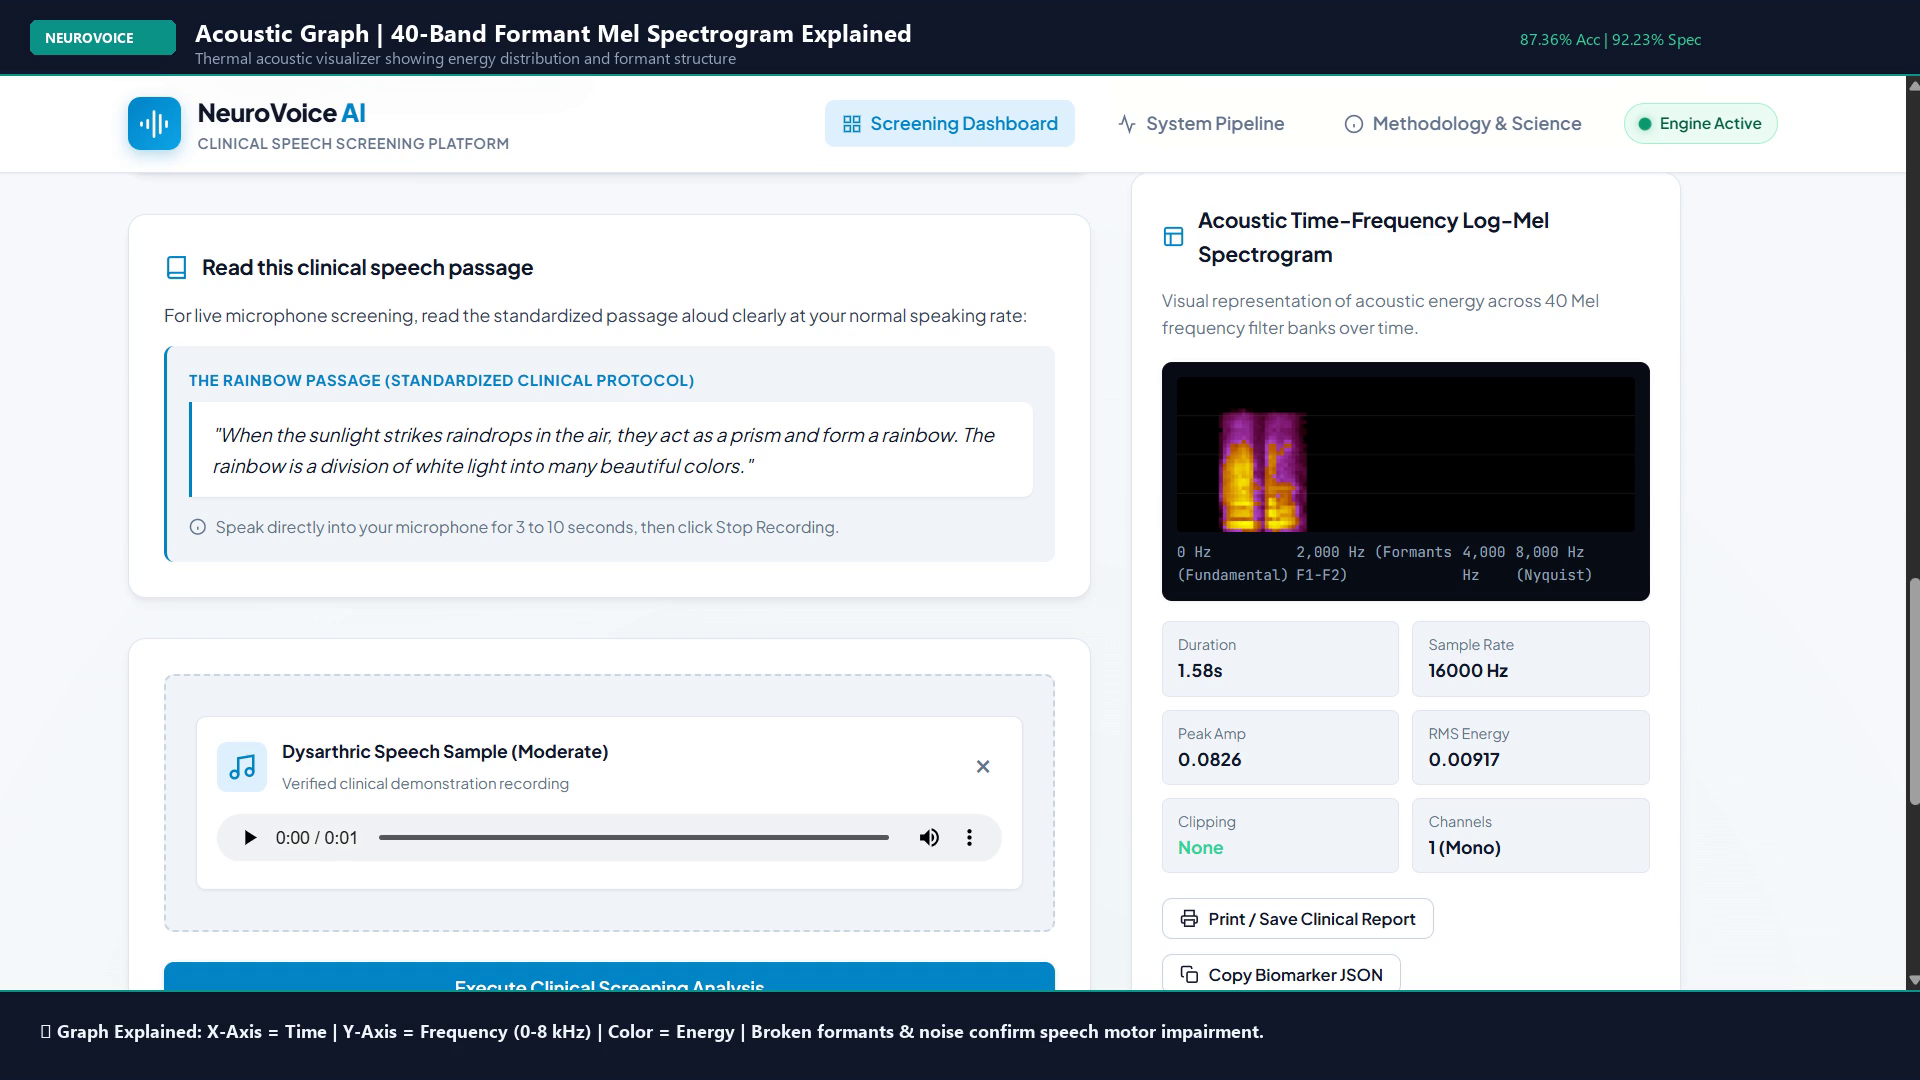 NEUROVOICE
Acoustic Graph | 40-Band Formant Mel Spectrogram Explained
Thermal acoustic visualizer showing energy distribution and formant structure
87.36% Acc | 92.23% Spec
NeuroVoice AI
CLINICAL SPEECH SCREENING PLATFORM
Screening Dashboard
System Pipeline
Methodology & Science
Engine Active
Read this clinical speech passage
For live microphone screening, read the standardized passage aloud clearly at your normal speaking rate:
THE RAINBOW PASSAGE (STANDARDIZED CLINICAL PROTOCOL)
"When the sunlight strikes raindrops in the air, they act as a prism and form a rainbow. The
rainbow is a division of white light into many beautiful colors."
Speak directly into your microphone for 3 to 10 seconds, then click Stop Recording.
Dysarthric Speech Sample (Moderate)
Verified clinical demonstration recording
0:00 / 0:01
Execute Clinical Screening Analysis
Acoustic Time-Frequency Log-Mel
Spectrogram
Visual representation of acoustic energy across 40 Mel
frequency filter banks over time.
0 Hz
(Fundamental)
2,000 Hz (Formants
F1-F2)
4,000
Hz
8,000 Hz
(Nyquist)
Duration
1.58s
Sample Rate
16000 Hz
Peak Amp
0.0826
RMS Energy
0.00917
Clipping
None
Channels
1 (Mono)
Print / Save Clinical Report
Copy Biomarker JSON
Graph Explained: X-Axis = Time | Y-Axis = Frequency (0-8 kHz) | Color = Energy | Broken formants & noise confirm speech motor impairment.